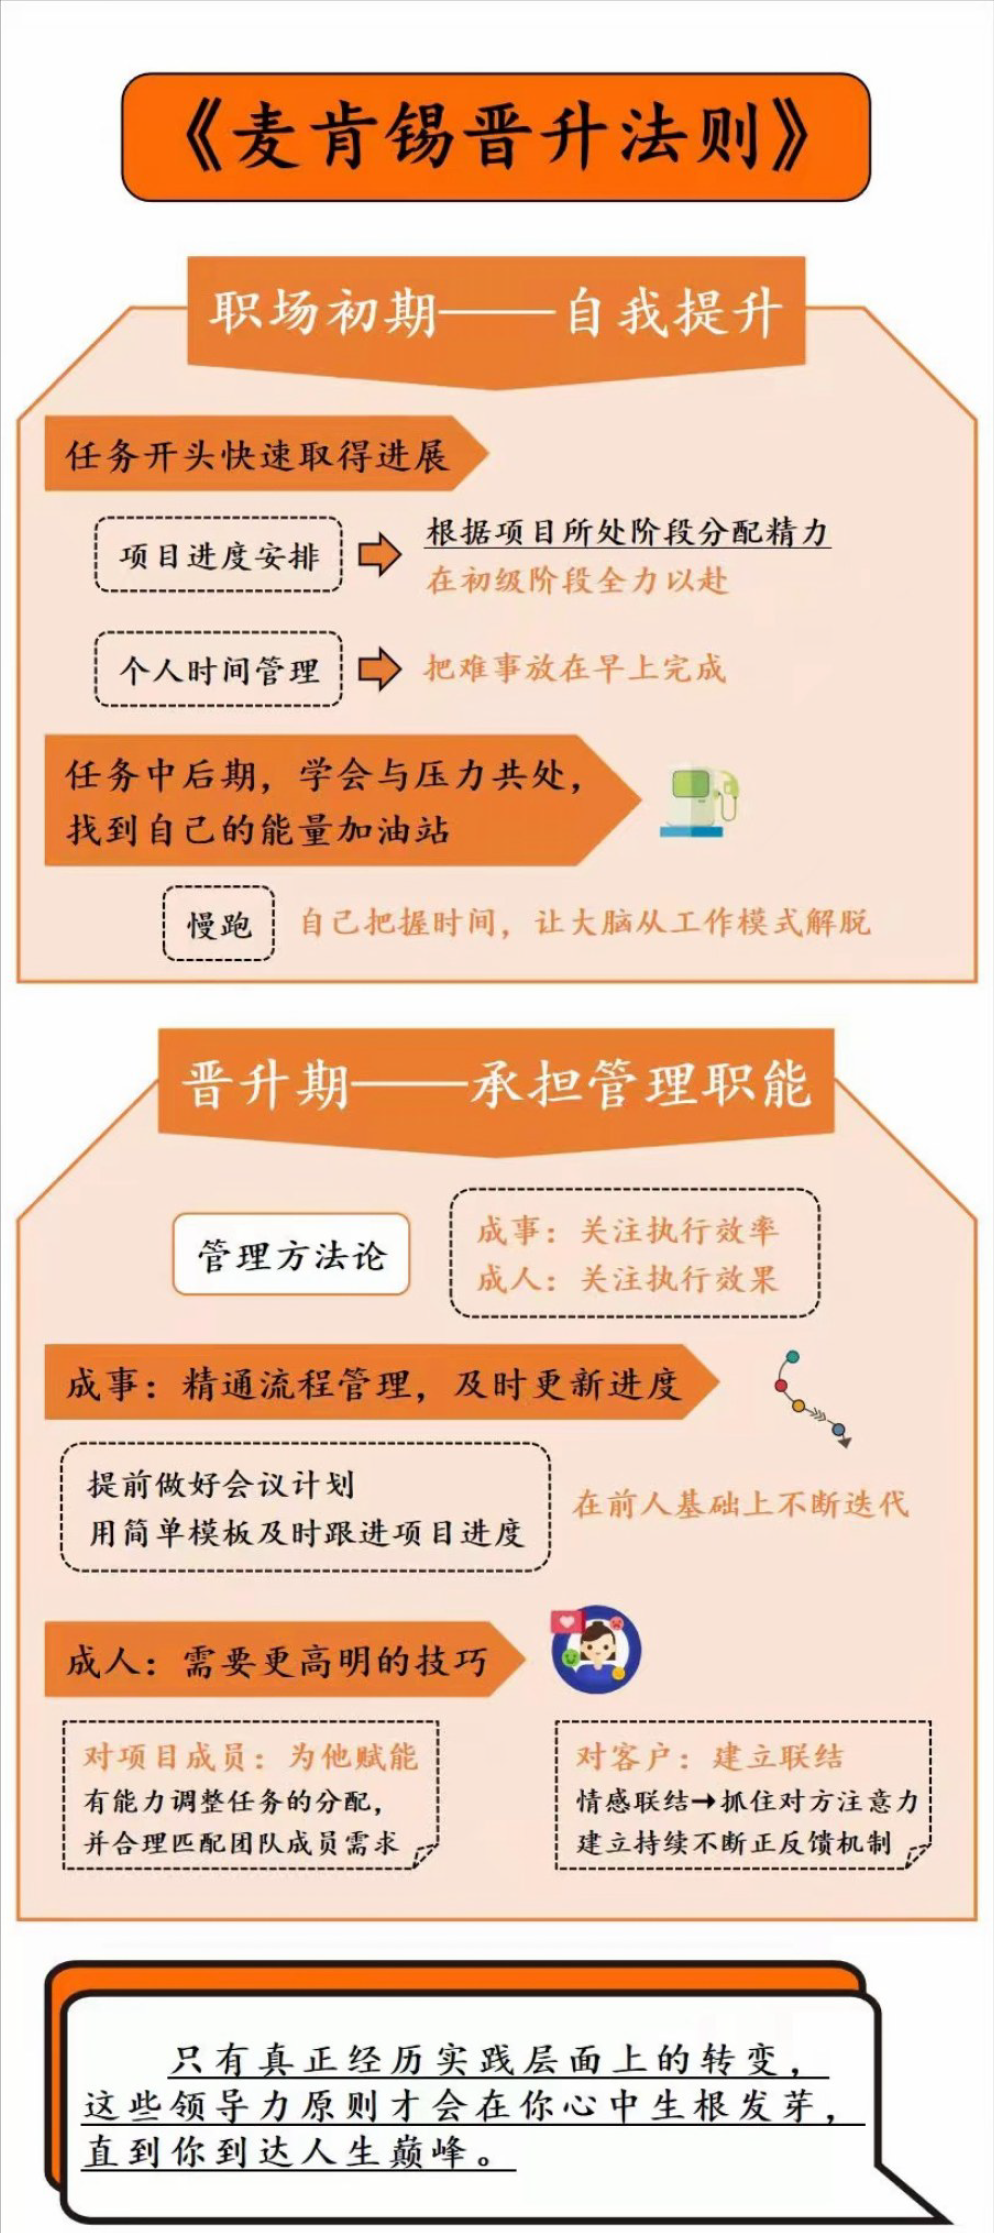 《麦肯锡晋升法则》
职场初期——自我提升
任务开头快速取得进展
项目进度安排
根据项目所处阶段分配精力
在初级阶段全力以赴
个人时间管理
把难事放在早上完成
任务中后期，学会与压力共处，
找到自己的能量加油站
慢跑
自己把握时间，让大脑从工作模式解脱
晋升期——承担管理职能
管理方法论
成事：关注执行效率
成人：关注执行效果
成事：精通流程管理，及时更新进度
提前做好会议计划
用简单模板及时跟进项目进度
在前人基础上不断迭代
成人：需要更高明的技巧
对项目成员：为他赋能
有能力调整任务的分配，
并合理匹配团队成员需求
对客户：建立联结
情感联结→抓住对方注意力
建立持续不断正反馈机制
只有真正经历实践层面上的转变，
这些领导力原则才会在你心中生根发芽，
直到你到达人生巅峰。